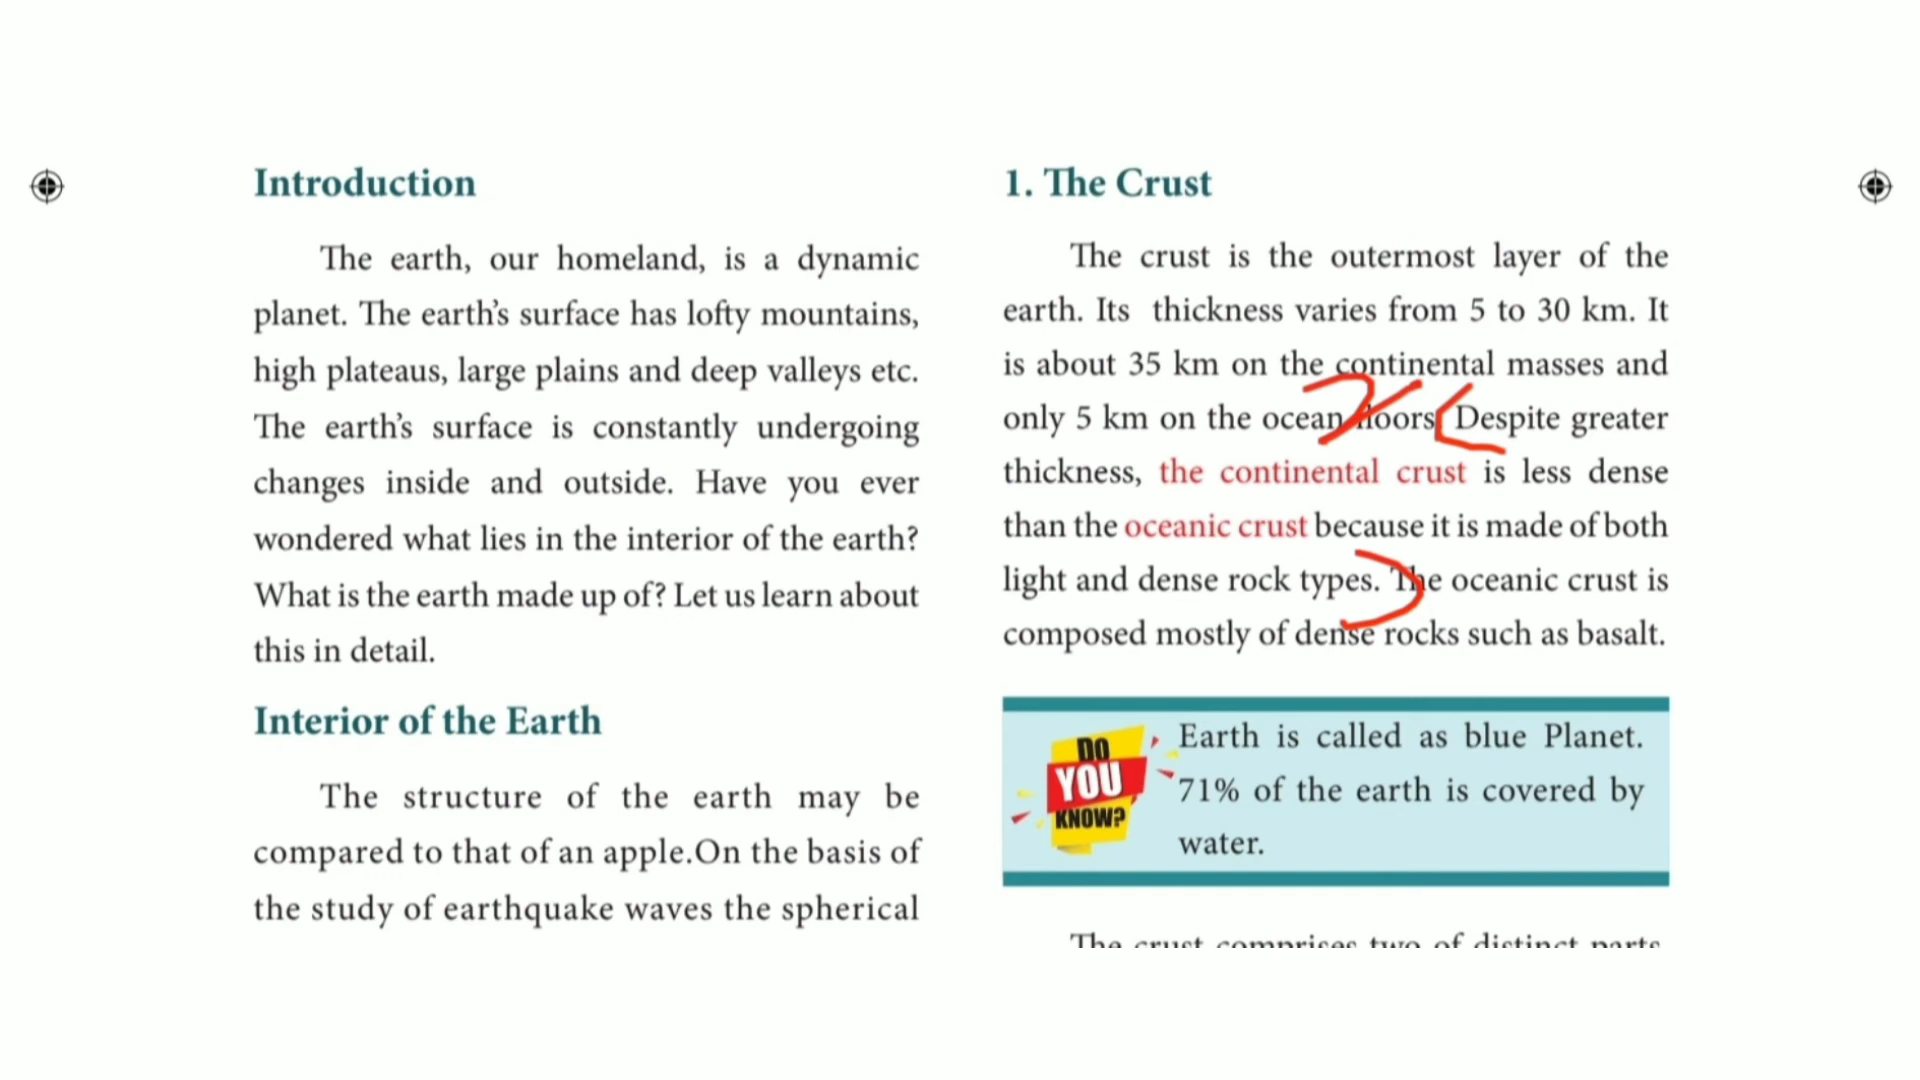 Introduction
The earth, our homeland, is a dynamic
planet. The earth's surface has lofty mountains,
high plateaus, large plains and deep valleys etc.
The earth's surface is constantly undergoing
changes inside and outside. Have you ever
wondered what lies in the interior of the earth?
What is the earth made up of? Let us learn about
this in detail.
Interior of the Earth
The structure of the earth may be
compared to that of an apple.On the basis of
the study of earthquake waves the spherical
1. The Crust
The crust is the outermost layer of the
earth. Its thickness varies from 5 to 30 km. It
is about 35 km on the continental masses and
only 5 km on the ocean floors. Despite greater
thickness, the continental crust is less dense
than the oceanic crust because it is made of both
light and dense rock types. The oceanic crust is
composed mostly of dense rocks such as basalt.
DO
YOU
KNOW?
Earth is called as blue Planet.
71% of the earth is covered by
water.
The crust comprises two of distinct parts